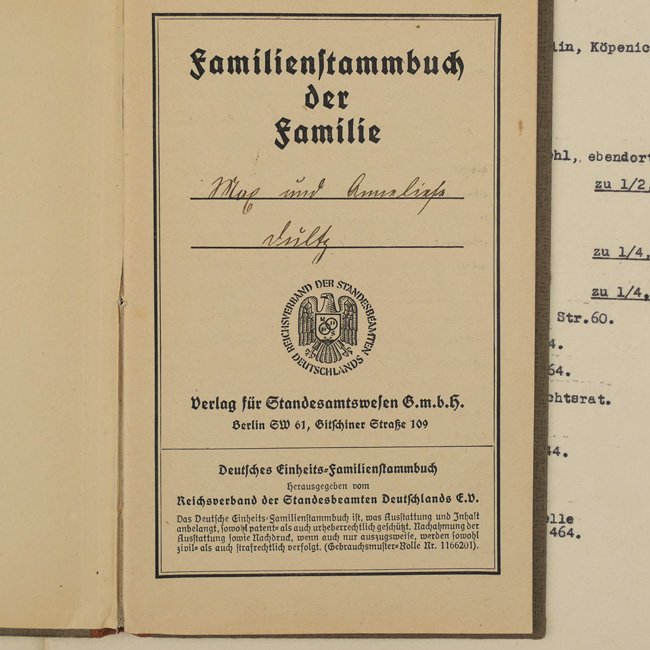 Familienstammbuch
der
Familie
Max und Anneliese
Dultz
REICHSVERBAND DER STANDESBEAMTEN DEUTSCHLANDS
Verlag für Standesamtswesen G.m.b.H.
Berlin SW 61, Gitschiner Straße 109
Deutsches Einheits-Familienstammbuch
Herausgegeben vom
Reichsverband der Standesbeamten Deutschlands E.V.
Das Deutsche Einheits-Familienstammbuch ist, was Ausstattung und Inhalt
anbelangt, sowohl patent- als auch urheberrechtlich geschützt. Nachahmung der
Ausstattung sowie Nachdruck, wenn auch nur auszugsweise, werden sowohl
zivil- als auch strafrechtlich verfolgt. (Gebrauchsmuster-Rolle Nr. 1166201).
lin, Köpenic
ohl, ebendort
zu 1/2,
zu 1/4,
zu 1/4,
Str.60.
4.
64.
chtsrat.
44.
elle
464.